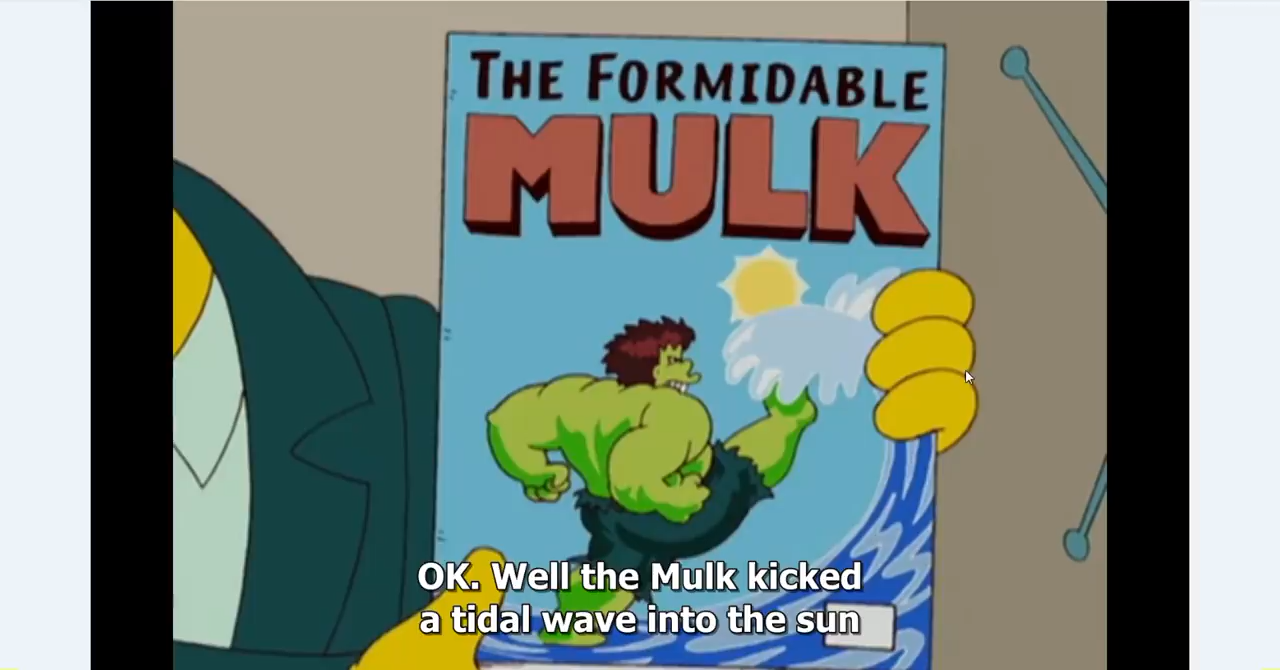 THE FORMIDABLE
MULK
OK. Well the Mulk kicked
a tidal wave into the sun